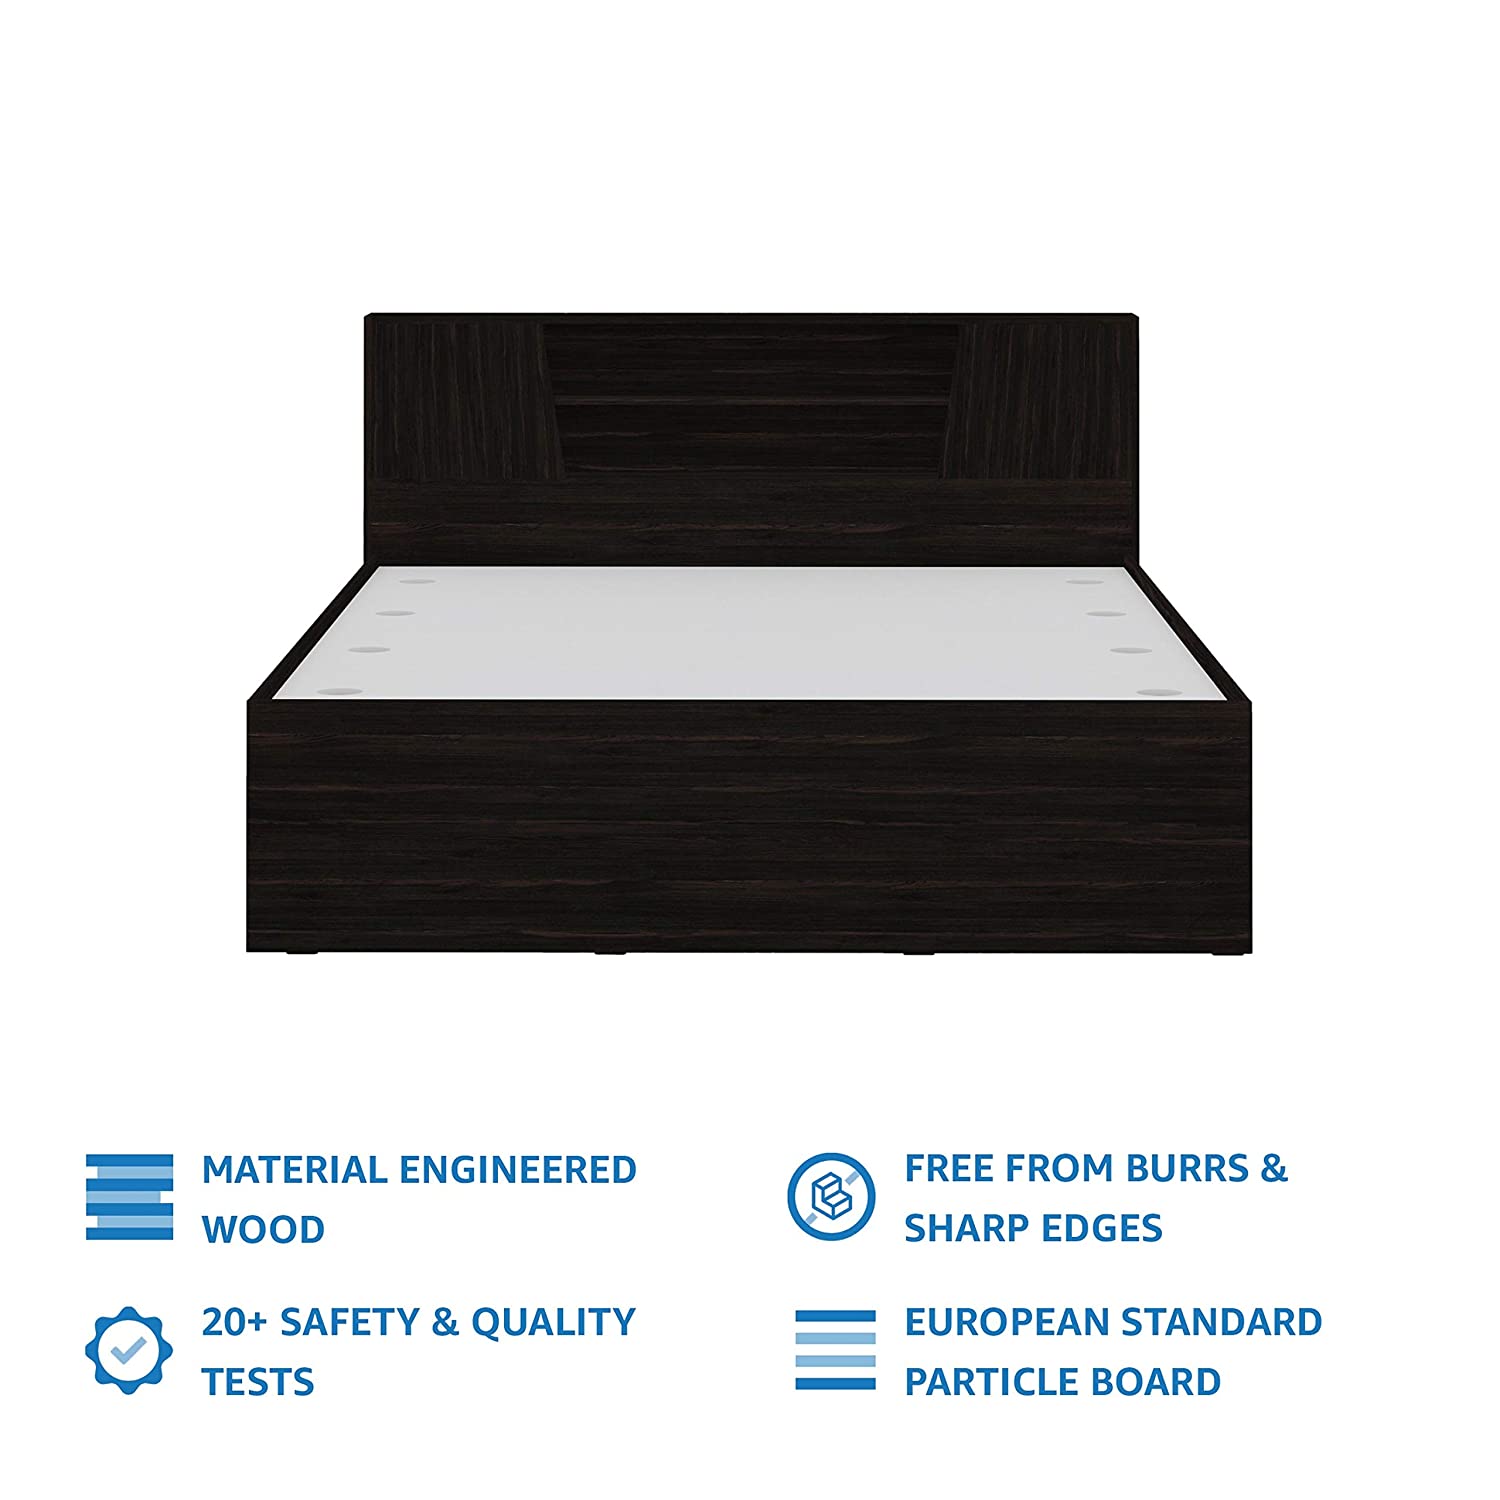 MATERIAL ENGINEERED
WOOD
FREE FROM BURRS &
SHARP EDGES
20+ SAFETY & QUALITY
TESTS
EUROPEAN STANDARD
PARTICLE BOARD